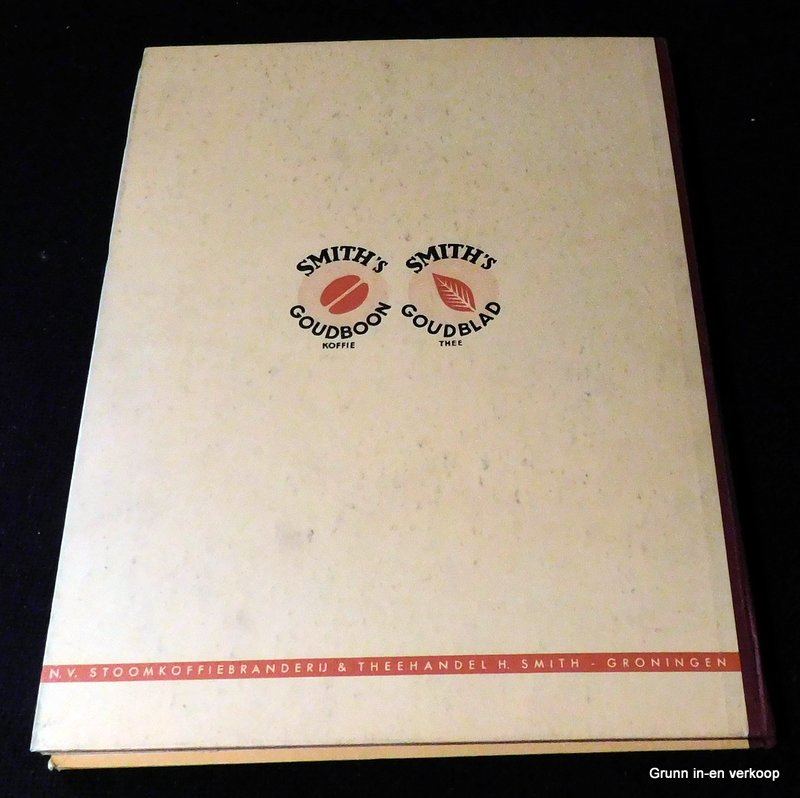 SMITH'S
GOUDBOON
KOFFIE
SMITH'S
GOUDBLAD
THEE
N.V. STOOMKOFFIEBRANDERIJ & THEEHANDEL H. SMITH - GRONINGEN
Grunn in-en verkoop